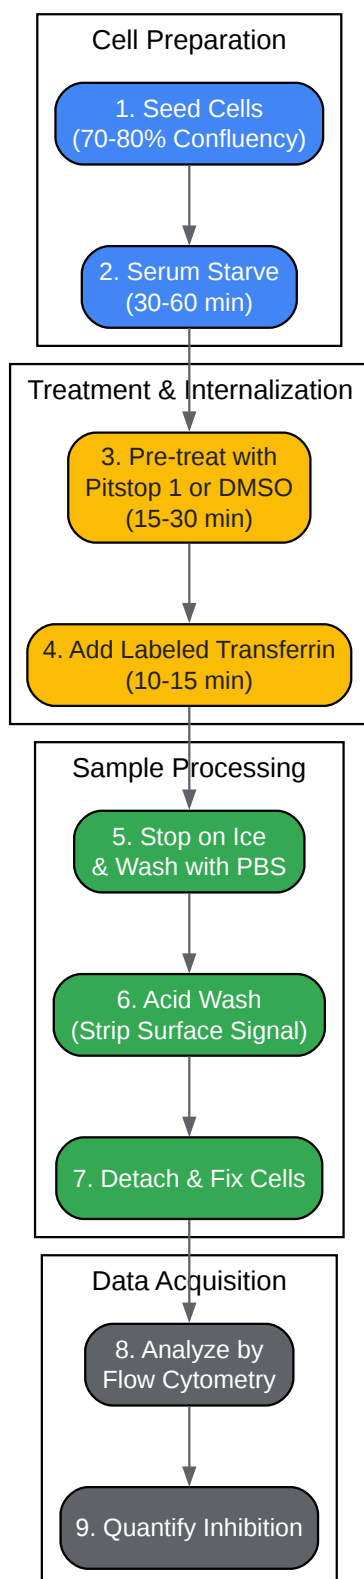 Cell Preparation
1. Seed Cells
(70-80% Confluency)
2. Serum Starve
(30-60 min)
Treatment & Internalization
3. Pre-treat with
Pitstop 1 or DMSO
(15-30 min)
4. Add Labeled Transferrin
(10-15 min)
Sample Processing
5. Stop on Ice
& Wash with PBS
6. Acid Wash
(Strip Surface Signal)
7. Detach & Fix Cells
Data Acquisition
8. Analyze by
Flow Cytometry
9. Quantify Inhibition